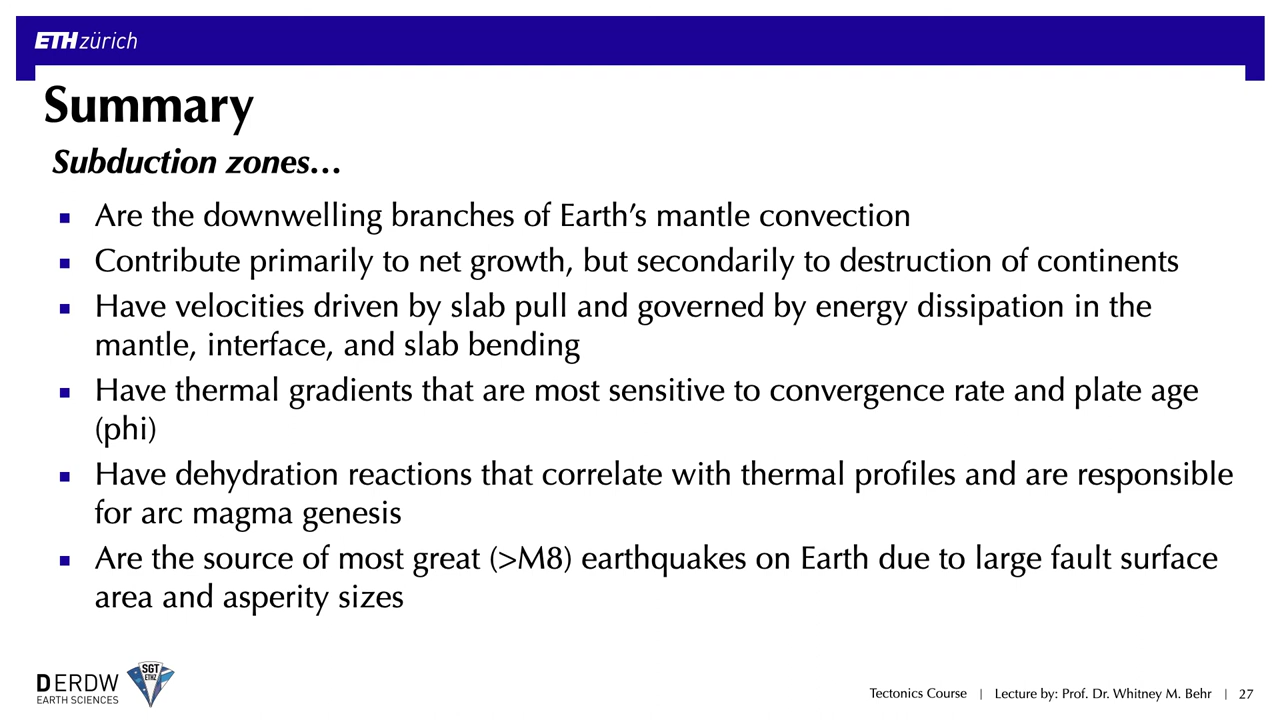 ETH zürich
Summary
Subduction zones...
▪ Are the downwelling branches of Earth's mantle convection
▪ Contribute primarily to net growth, but secondarily to destruction of continents
▪ Have velocities driven by slab pull and governed by energy dissipation in the
mantle, interface, and slab bending
▪ Have thermal gradients that are most sensitive to convergence rate and plate age
(phi)
▪ Have dehydration reactions that correlate with thermal profiles and are responsible
for arc magma genesis
▪ Are the source of most great (>M8) earthquakes on Earth due to large fault surface
area and asperity sizes
DERDW
EARTH SCIENCES
SGT
ETHZ
Tectonics Course | Lecture by: Prof. Dr. Whitney M. Behr | 27